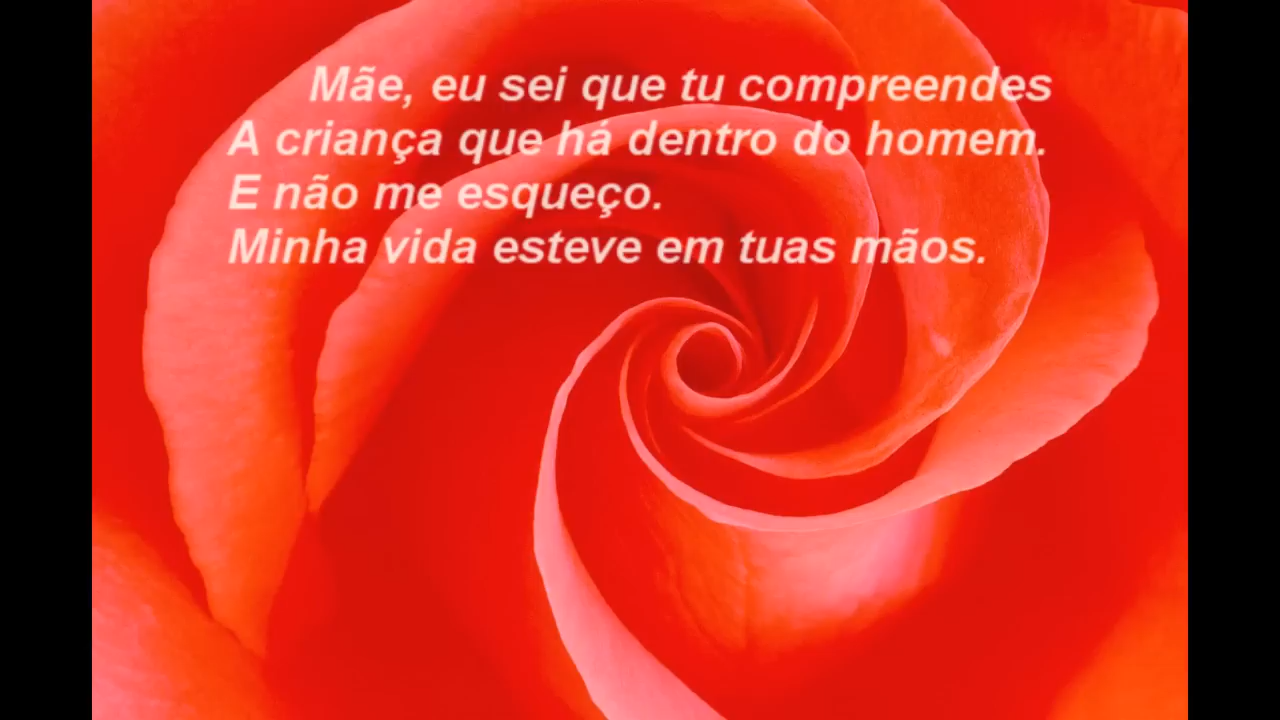 Mãe, eu sei que tu compreendes
A criança que há dentro do homem.
E não me esqueço.
Minha vida esteve em tuas mãos.